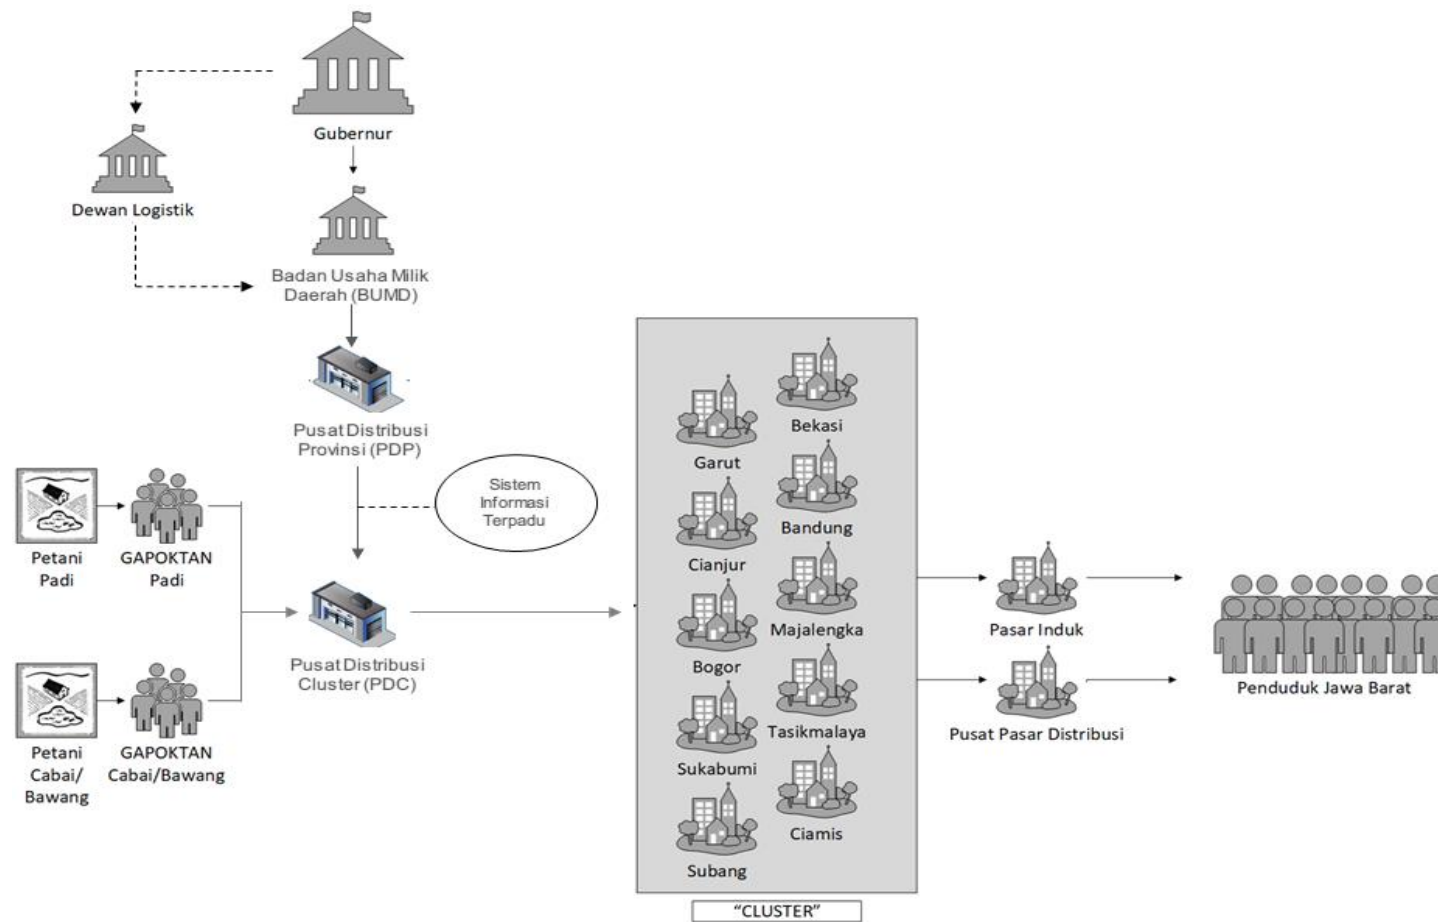 Gubernur
Dewan Logistik
Badan Usaha Milik
Daerah (BUMD)
Pusat Distribusi
Provinsi (PDP)
Sistem
Informasi
Terpadu
Petani
Padi
GAPOKTAN
Padi
Petani
Cabai/
Bawang
GAPOKTAN
Cabai/Bawang
Pusat Distribusi
Cluster (PDC)
Bekasi
Garut
Bandung
Cianjur
Majalengka
Bogor
Tasikmalaya
Sukabumi
Ciamis
Subang
"CLUSTER"
Pasar Induk
Pusat Pasar Distribusi
Penduduk Jawa Barat